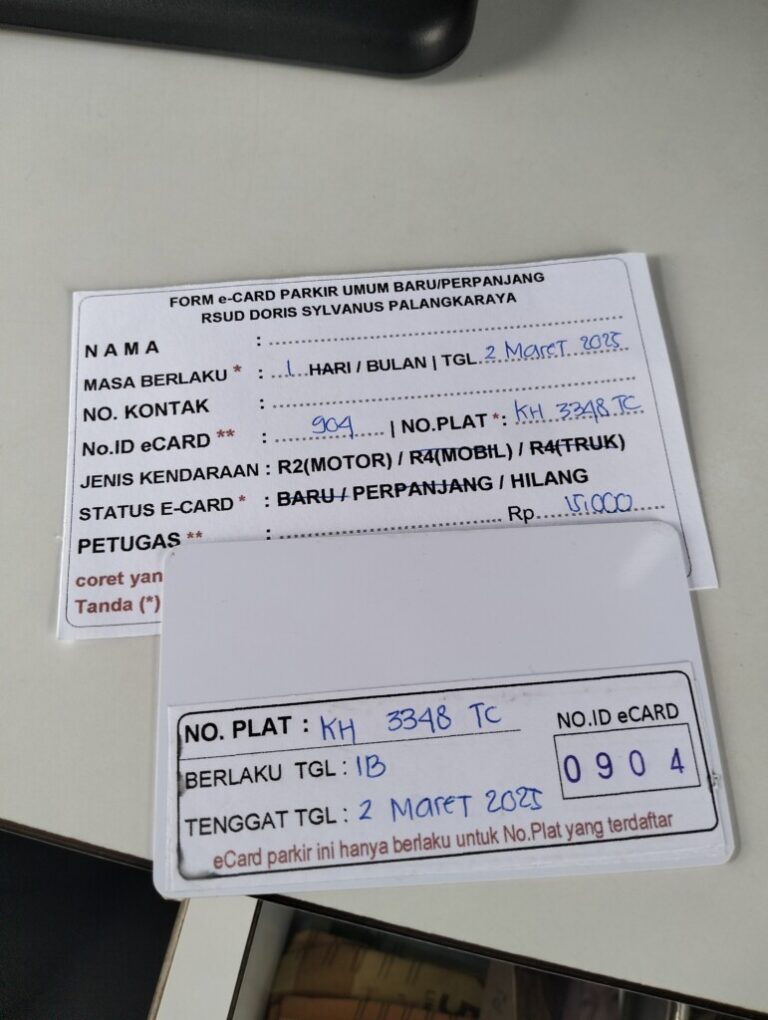 FORM e-CARD PARKIR UMUM BARU/PERPANJANG
RSUD DORIS SYLVANUS PALANGKARAYA
N A M A :
MASA BERLAKU * : 1 HARI / BULAN | TGL 2 Maret 2025
NO. KONTAK :
No.ID eCARD ** : 904 | NO.PLAT *: KH 3348 TC
JENIS KENDARAAN : R2(MOTOR) / R4(MOBIL) / R4(TRUK)
STATUS E-CARD * : BARU / PERPANJANG / HILANG
PETUGAS ** : Rp. 15.000
coret yan
Tanda (*)
NO. PLAT : KH 3348 TC
NO.ID eCARD
0904
BERLAKU TGL : 1B
TENGGAT TGL : 2 Maret 2025
eCard parkir ini hanya berlaku untuk No.Plat yang terdaftar